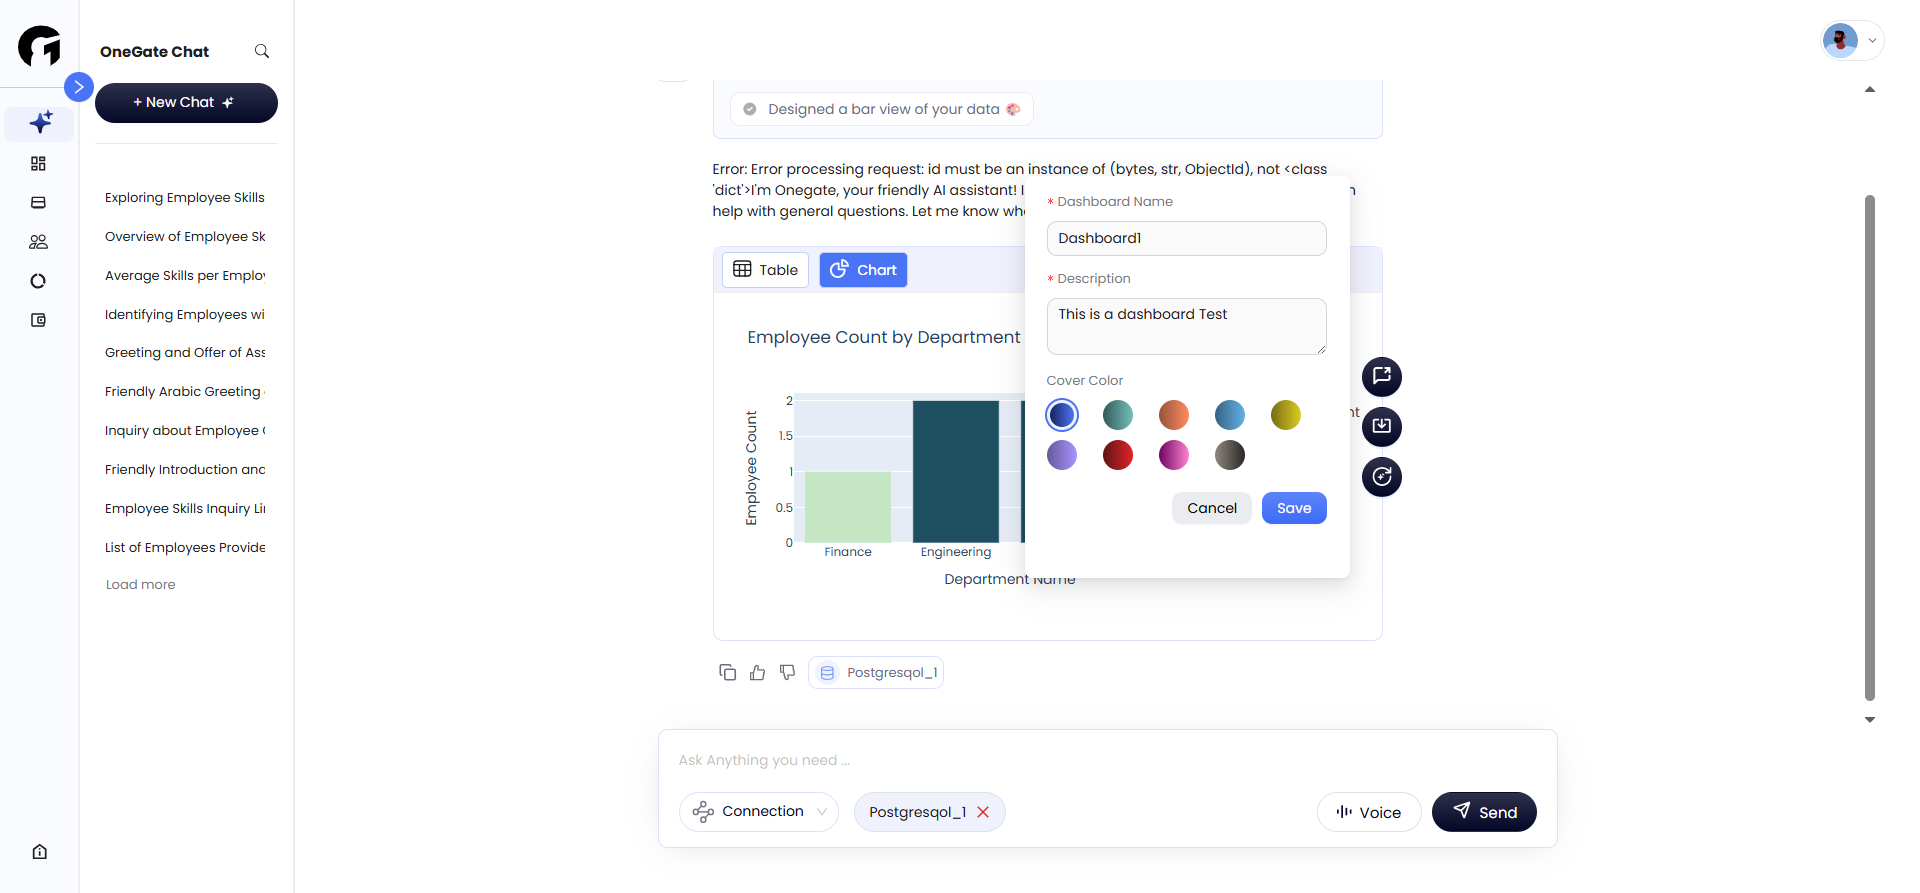 OneGate Chat
+ New Chat
Exploring Employee Skills
Overview of Employee Sk
Average Skills per Employ
Identifying Employees wi
Greeting and Offer of Ass
Friendly Arabic Greeting
Inquiry about Employee
Friendly Introduction and
Employee Skills Inquiry Li
List of Employees Provide
Load more
Designed a bar view of your data
Error: Error processing request: id must be an instance of (bytes, str, ObjectId), not <class
'dict'>I'm Onegate, your friendly AI assistant! I
help with general questions. Let me know wh
Table
Chart
Employee Count by Department
Employee Count
2
1.5
1
0.5
0
Finance
Engineering
Department Name
* Dashboard Name
Dashboard1
* Description
This is a dashboard Test
Cover Color
Cancel
Save
Postgresqol_1
Ask Anything you need ...
Connection
Postgresqol_1
Voice
Send